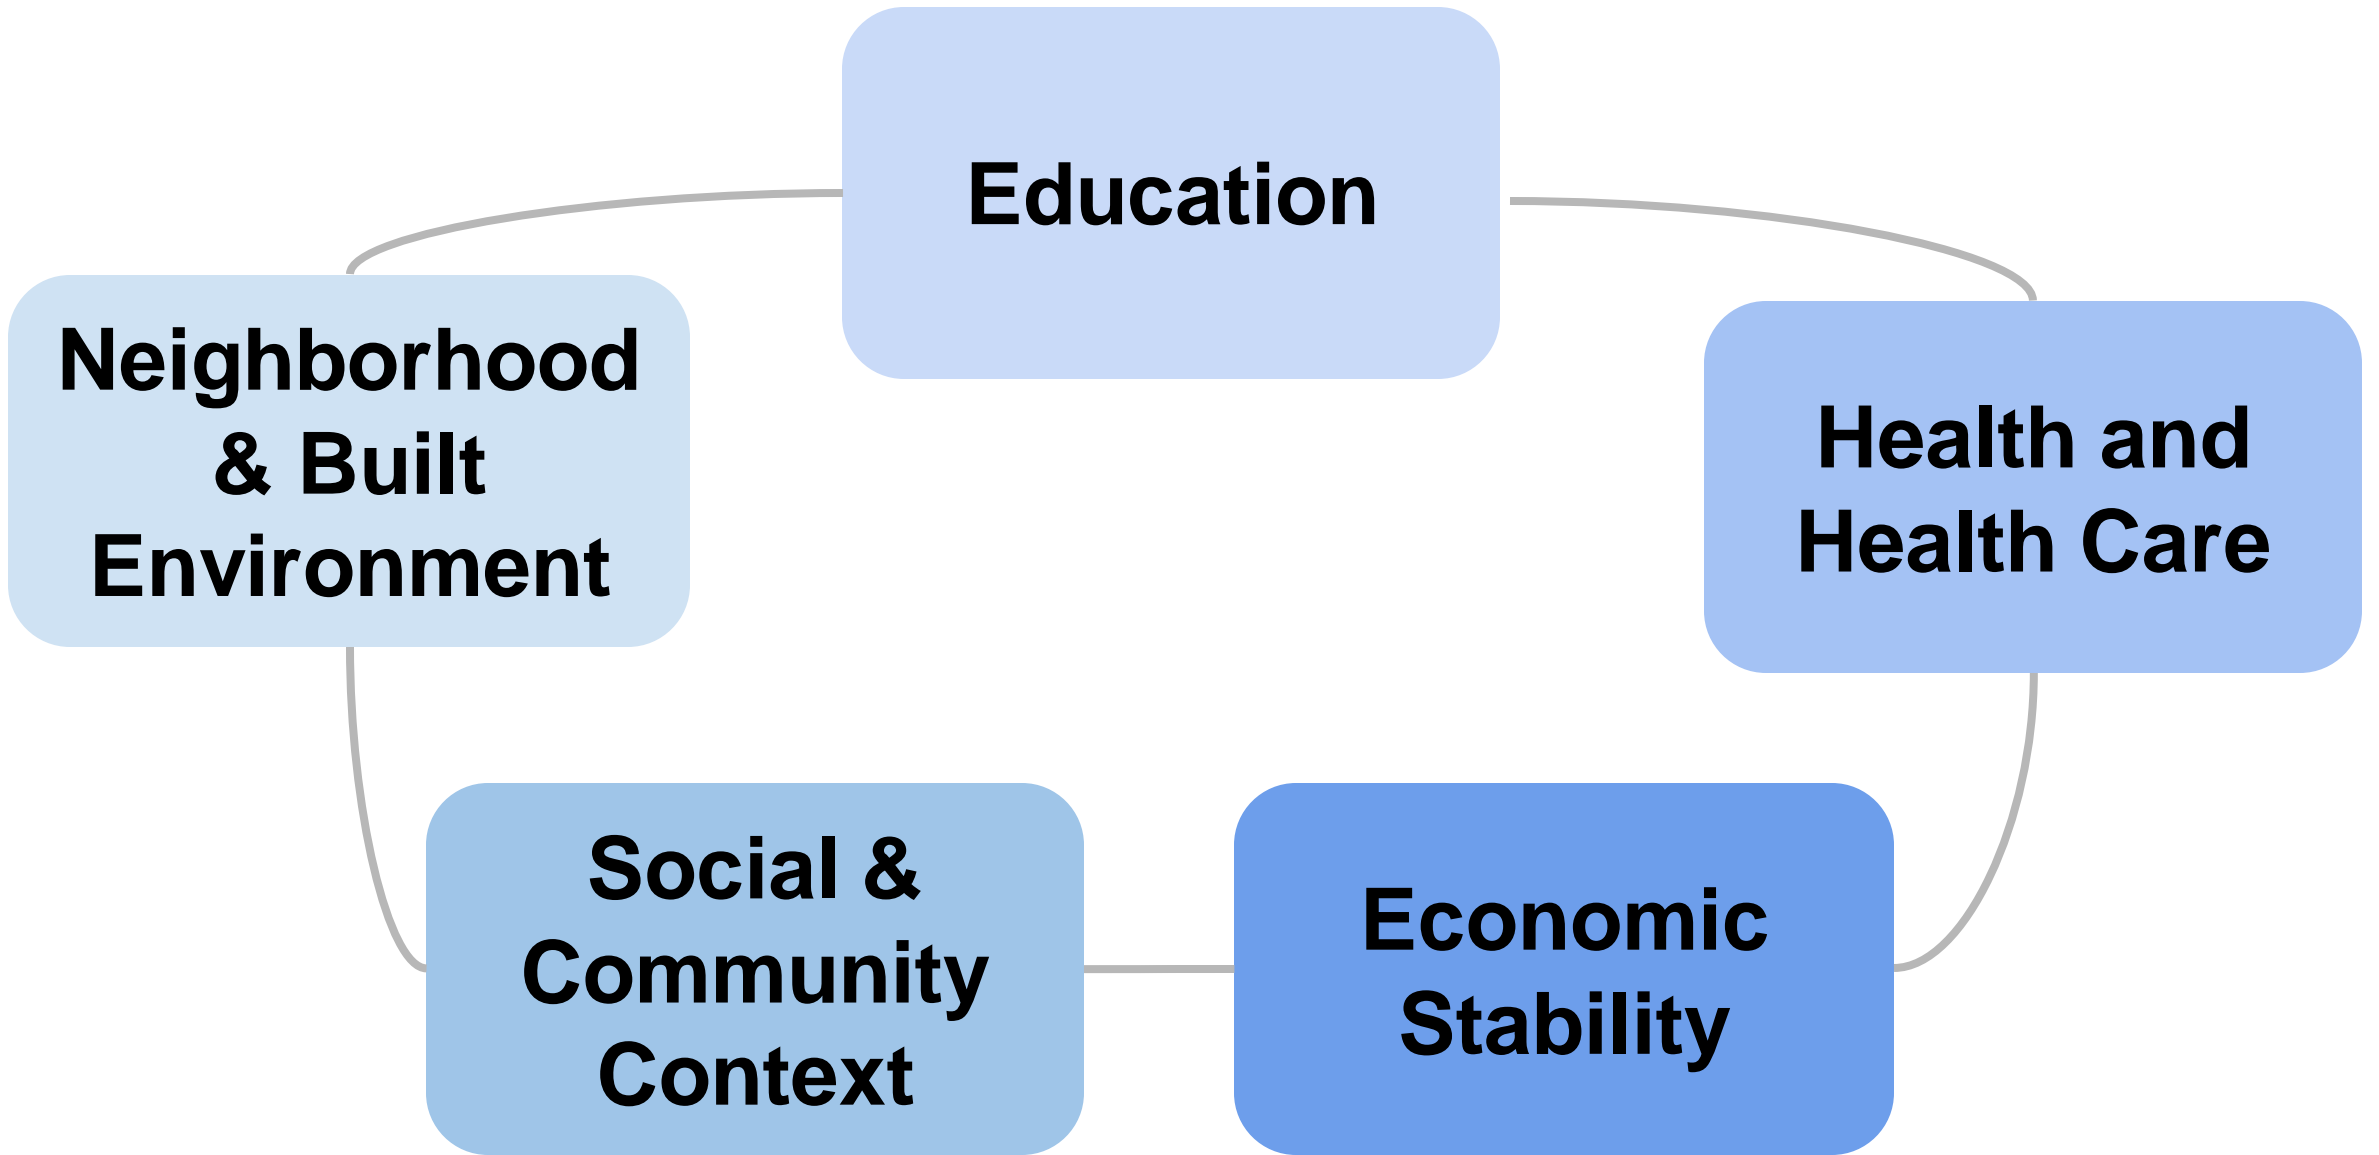 Education
Neighborhood
& Built
Environment
Health and
Health Care
Social &
Community
Context
Economic
Stability